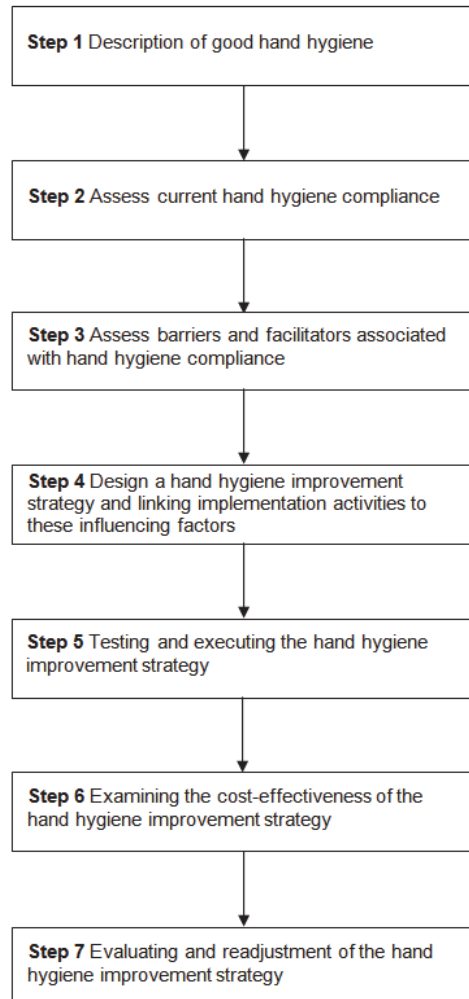 Step 1 Description of good hand hygiene
Step 2 Assess current hand hygiene compliance
Step 3 Assess barriers and facilitators associated
with hand hygiene compliance
Step 4 Design a hand hygiene improvement
strategy and linking implementation activities to
these influencing factors
Step 5 Testing and executing the hand hygiene
improvement strategy
Step 6 Examining the cost-effectiveness of the
hand hygiene improvement strategy
Step 7 Evaluating and readjustment of the hand
hygiene improvement strategy